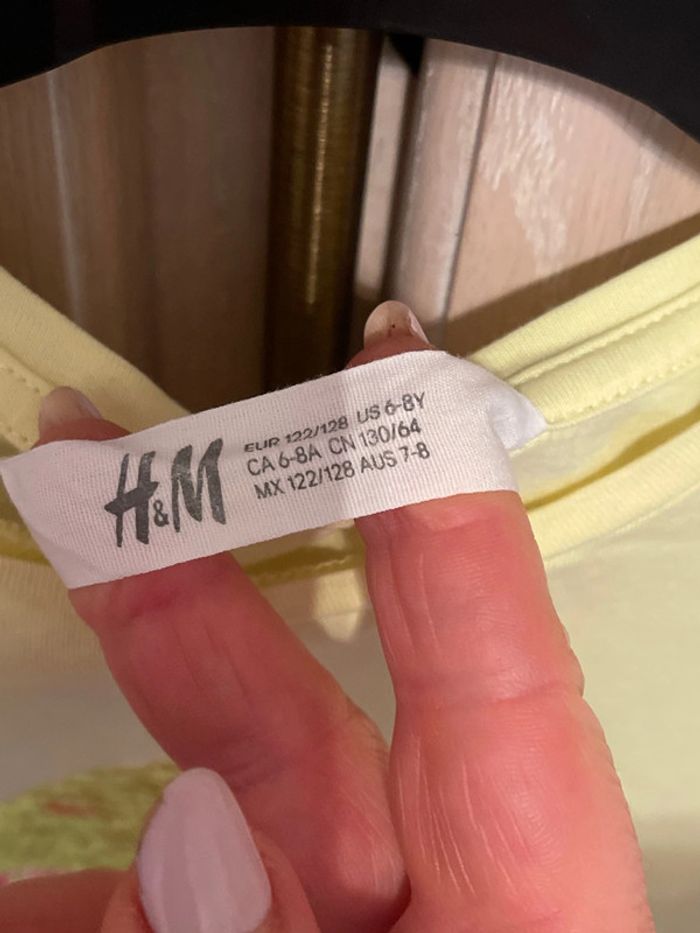 H&M
EUR 122/128 US 6-8Y
CA 6-8A CN 130/64
MX 122/128 AUS 7-8